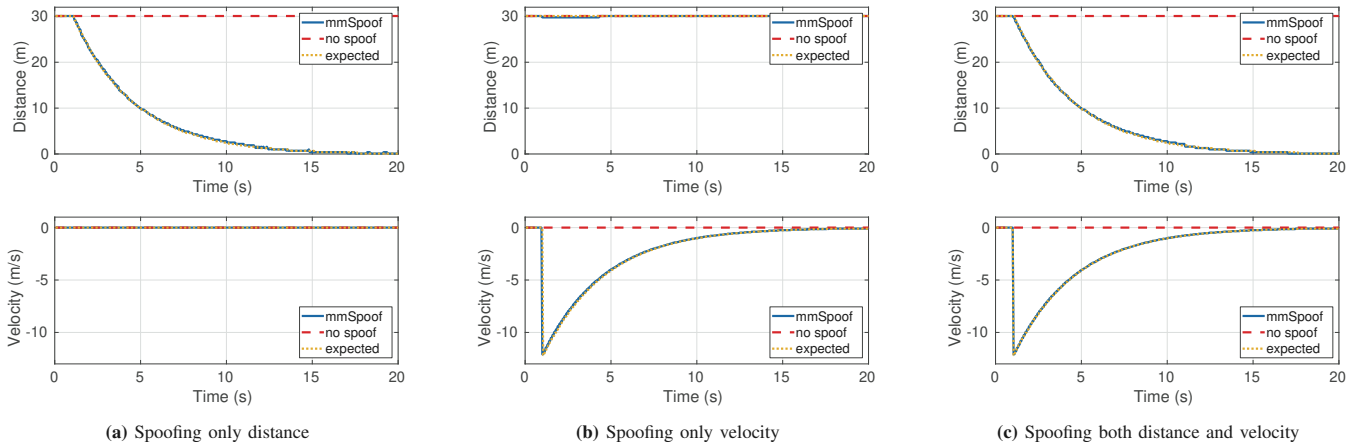 30
20
10
0
Distance (m)
mmSpoof
no spoof
expected
0 5 10 15 20
Time (s)
0
-5
-10
Velocity (m/s)
mmSpoof
no spoof
expected
0 5 10 15 20
Time (s)
(a) Spoofing only distance
30
20
10
0
Distance (m)
mmSpoof
no spoof
expected
0 5 10 15 20
Time (s)
0
-5
-10
Velocity (m/s)
mmSpoof
no spoof
expected
0 5 10 15 20
Time (s)
(b) Spoofing only velocity
30
20
10
0
Distance (m)
mmSpoof
no spoof
expected
0 5 10 15 20
Time (s)
0
-5
-10
Velocity (m/s)
mmSpoof
no spoof
expected
0 5 10 15 20
Time (s)
(c) Spoofing both distance and velocity